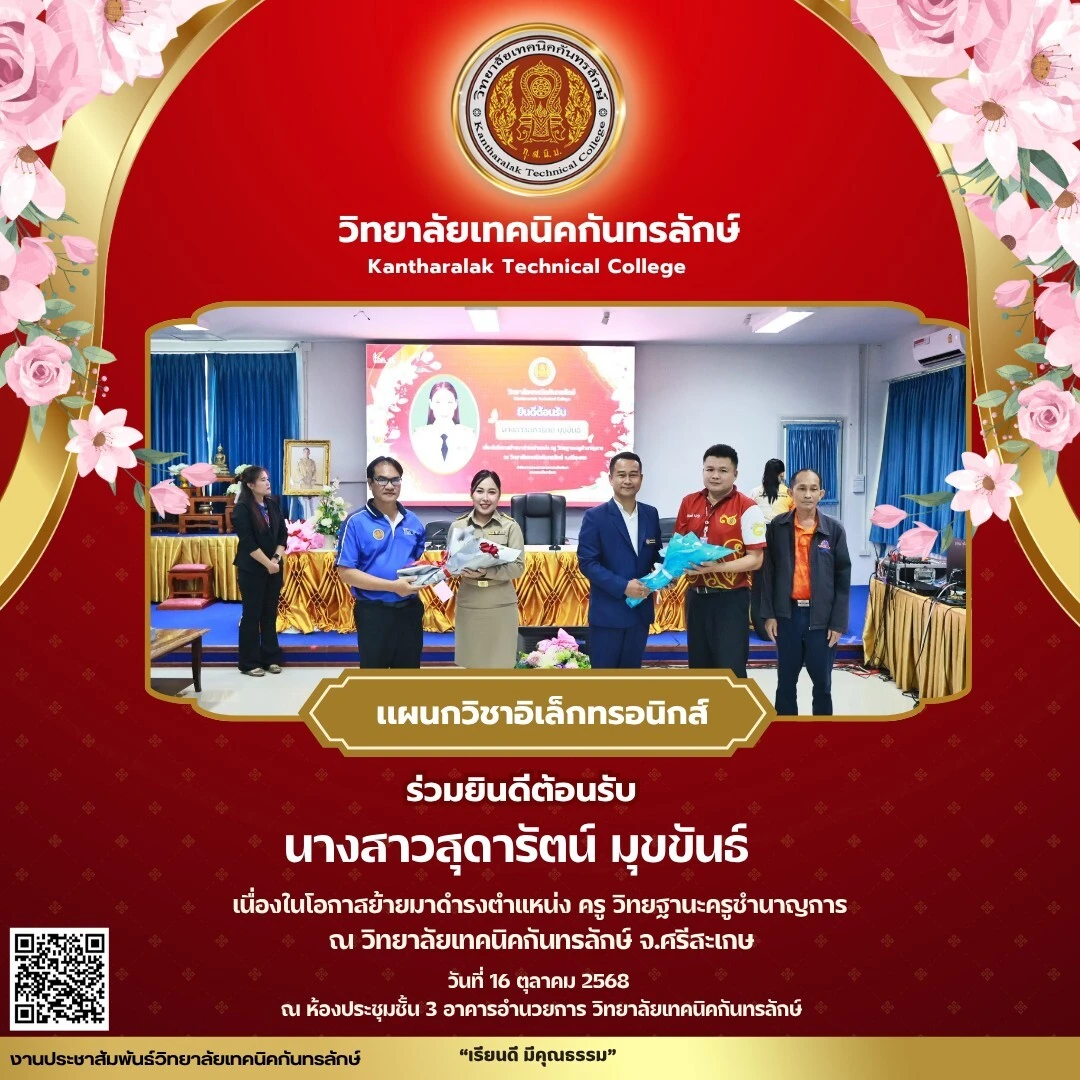 วิทยาลัยเทคนิคกันทรลักษ์
Kantharalak Technical College
วิทยาลัยเทคนิคกันทรลักษ์
Kantharalak Technical College
ยินดีต้อนรับ
แผนกวิชาอิเล็กทรอนิกส์
ร่วมยินดีต้อนรับ
นางสาวสุดารัตน์ มุขขันธ์
เนื่องในโอกาสย้ายมาดำรงตำแหน่ง ครู วิทยฐานะครูชำนาญการ
ณ วิทยาลัยเทคนิคกันทรลักษ์ จ.ศรีสะเกษ
วันที่ 16 ตุลาคม 2568
ณ ห้องประชุมชั้น 3 อาคารอำนวยการ วิทยาลัยเทคนิคกันทรลักษ์
งานประชาสัมพันธ์วิทยาลัยเทคนิคกันทรลักษ์
“เรียนดี มีคุณธรรม”